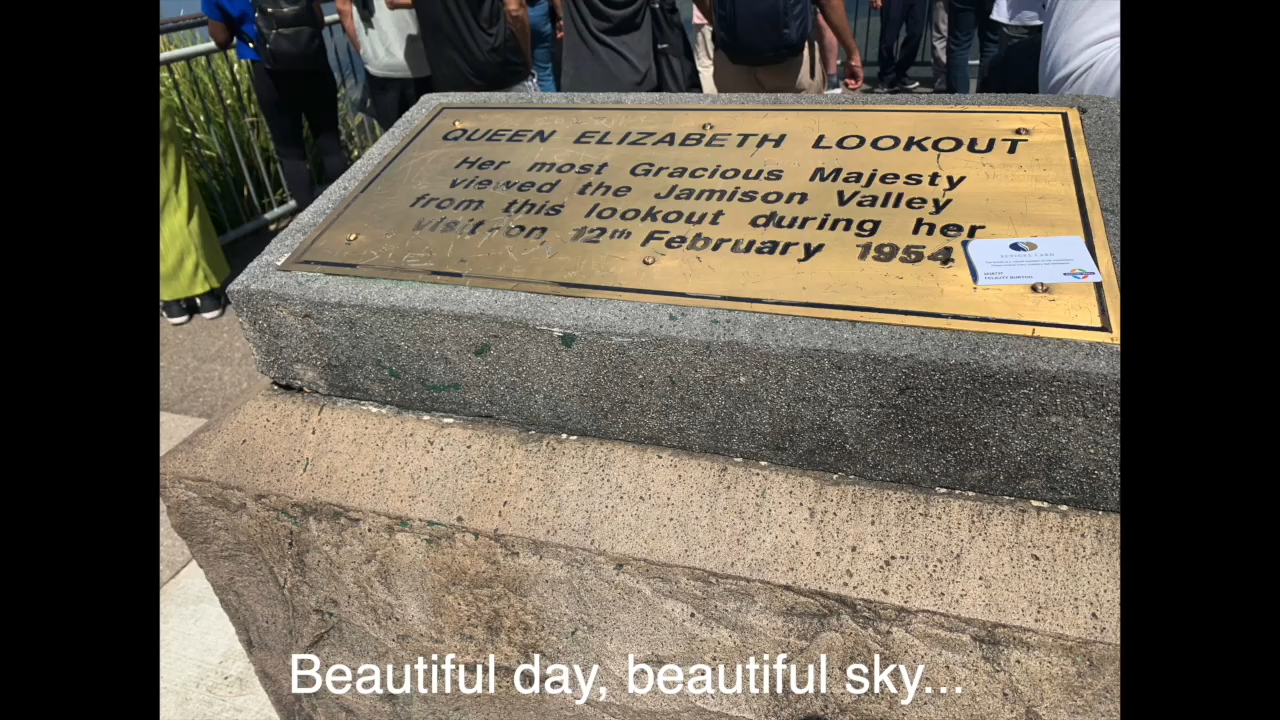 QUEEN ELIZABETH LOOKOUT
Her most Gracious Majesty
viewed the Jamison Valley
from this lookout during her
visit on 12th February 1954
Beautiful day, beautiful sky...